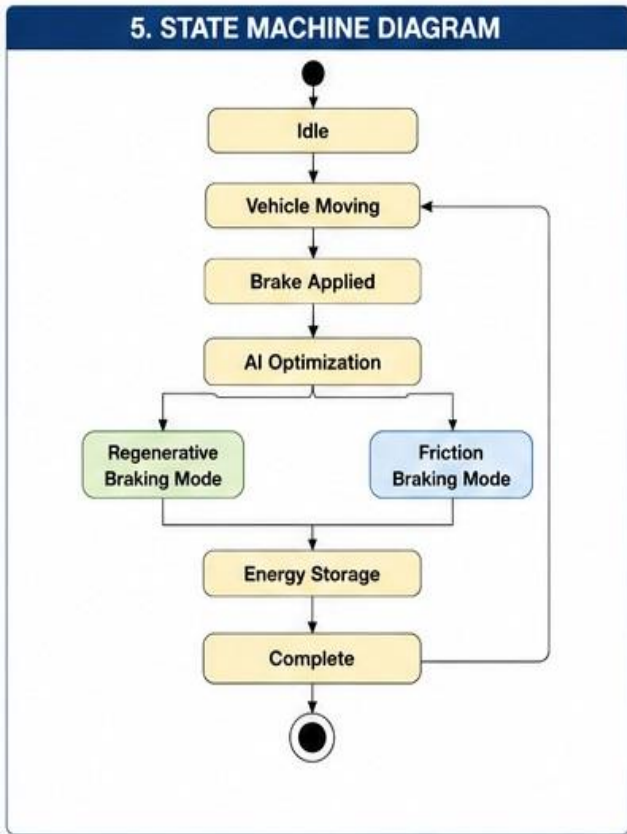 5. STATE MACHINE DIAGRAM
Idle
Vehicle Moving
Brake Applied
AI Optimization
Regenerative
Braking Mode
Friction
Braking Mode
Energy Storage
Complete